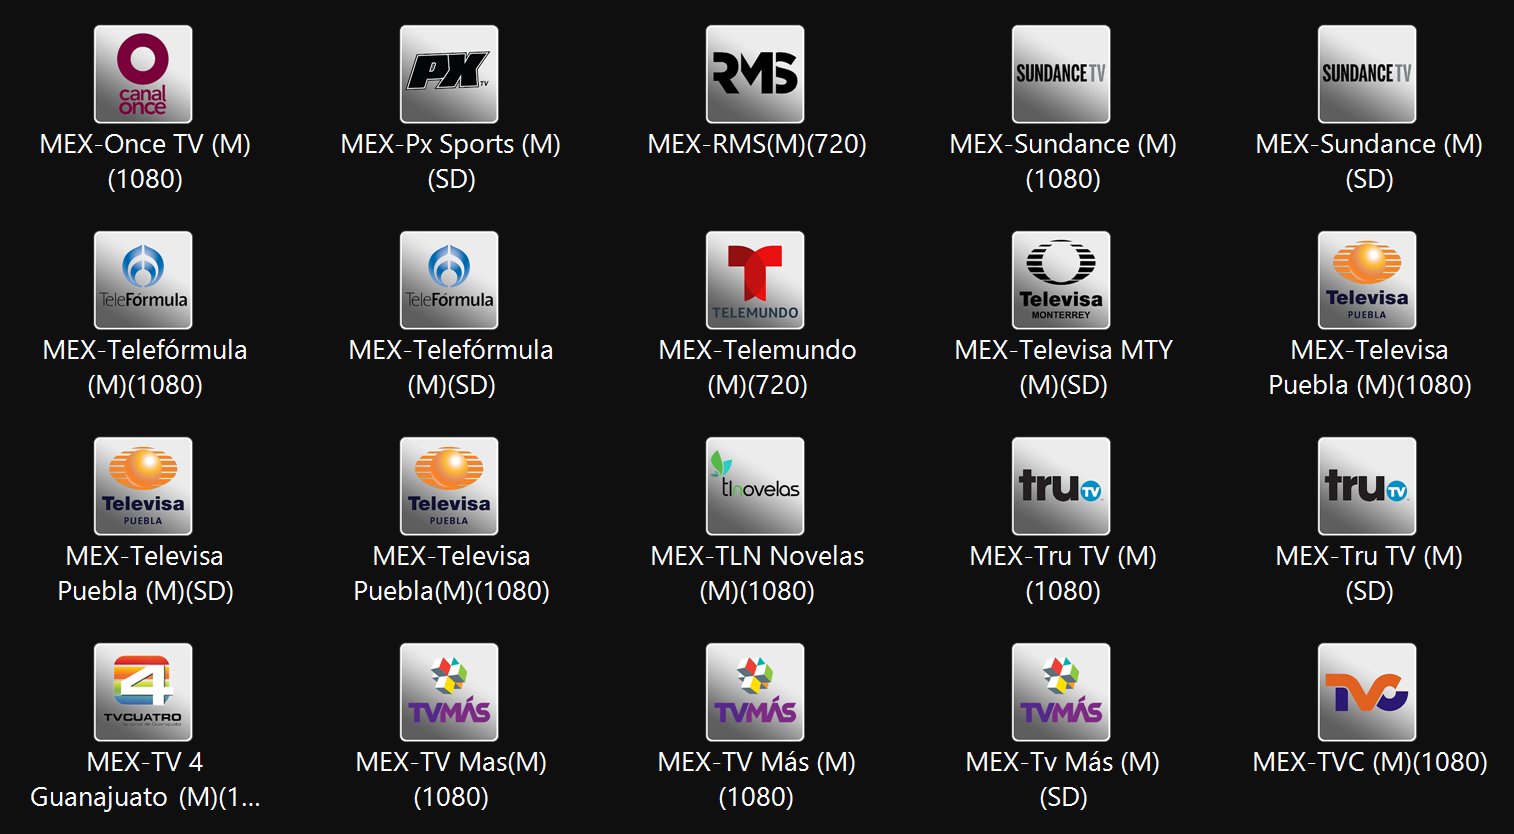 canal
once
MEX-Once TV (M)
(1080)
PX TV
MEX-Px Sports (M)
(SD)
RMS
MEX-RMS(M)(720)
SUNDANCE TV
MEX-Sundance (M)
(1080)
SUNDANCE TV
MEX-Sundance (M)
(SD)
TeleFórmula
MEX-Telefórmula
(M)(1080)
TeleFórmula
MEX-Telefórmula
(M)(SD)
TELEMUNDO
MEX-Telemundo
(M)(720)
Televisa
MONTERREY
MEX-Televisa MTY
(M)(SD)
Televisa
PUEBLA
MEX-Televisa
Puebla (M)(1080)
Televisa
PUEBLA
MEX-Televisa
Puebla (M)(SD)
Televisa
PUEBLA
MEX-Televisa
Puebla(M)(1080)
tlnovelas
MEX-TLN Novelas
(M)(1080)
truTV
MEX-Tru TV (M)
(1080)
truTV
MEX-Tru TV (M)
(SD)
4
TVCUATRO
MEX-TV 4
Guanajuato (M)(1...
TVMÁS
MEX-TV Mas(M)
(1080)
TVMÁS
MEX-TV Más (M)
(1080)
TVMÁS
MEX-Tv Más (M)
(SD)
TVC
MEX-TVC (M)(1080)